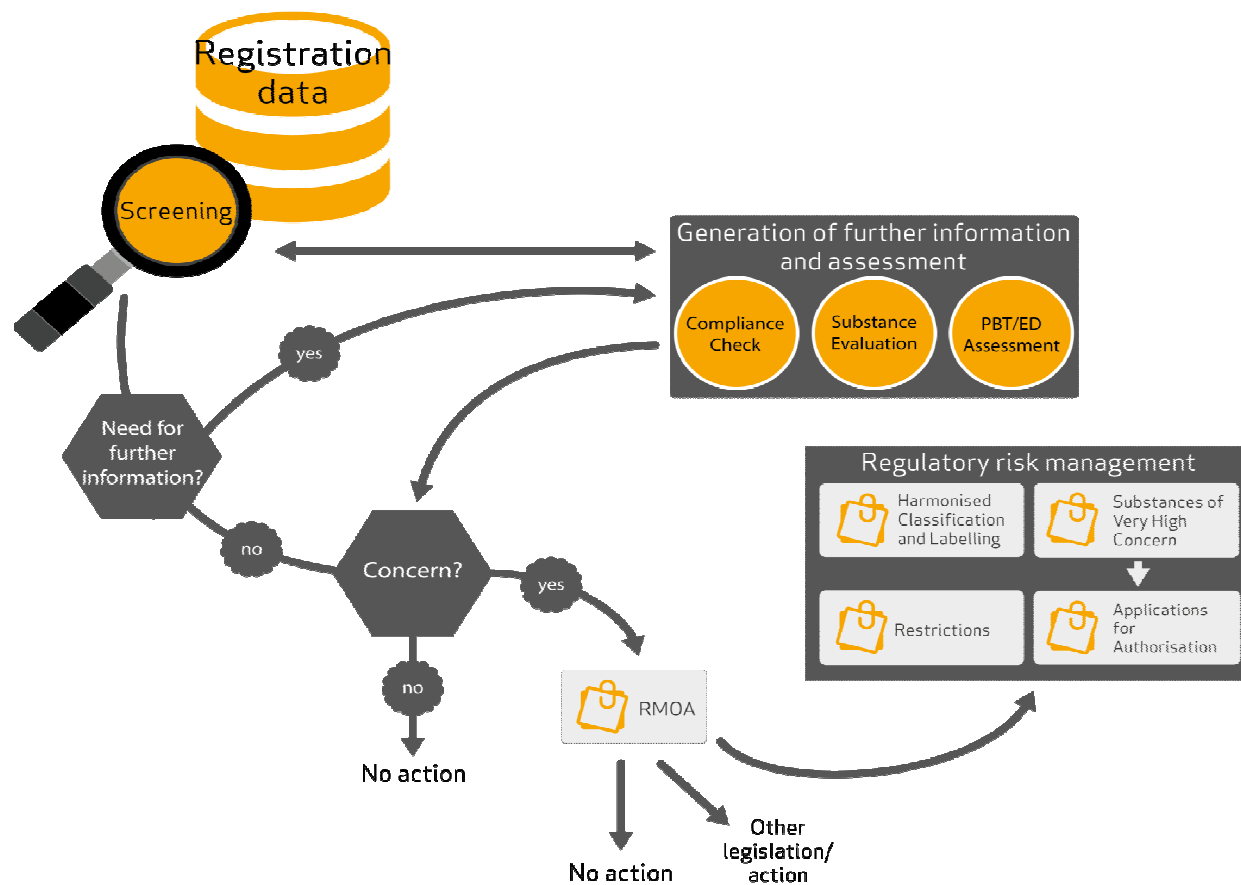 Registration
data
Screening
Generation of further information
and assessment
Compliance
Check
Substance
Evaluation
PBT/ED
Assessment
yes
Need for
further
information?
no
Concern?
yes
no
No action
Regulatory risk management
Harmonised
Classification
and Labelling
Substances of
Very High
Concern
Restrictions
Applications
for
Authorisation
RMOA
No action
Other
legislation/
action